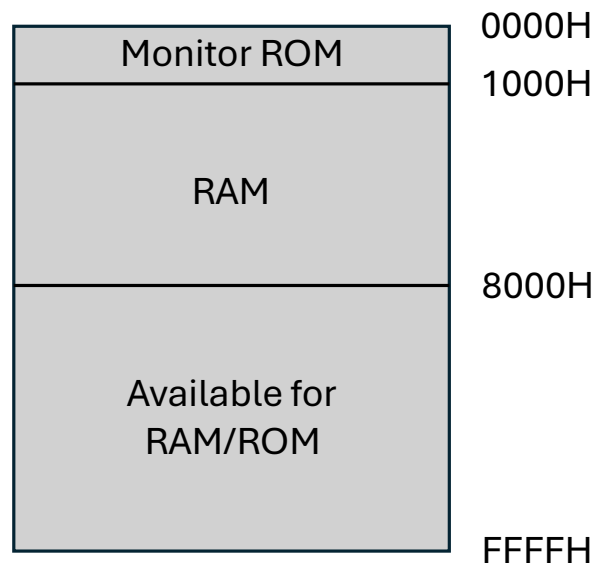 0000H
Monitor ROM
1000H
RAM
8000H
Available for
RAM/ROM
FFFFH